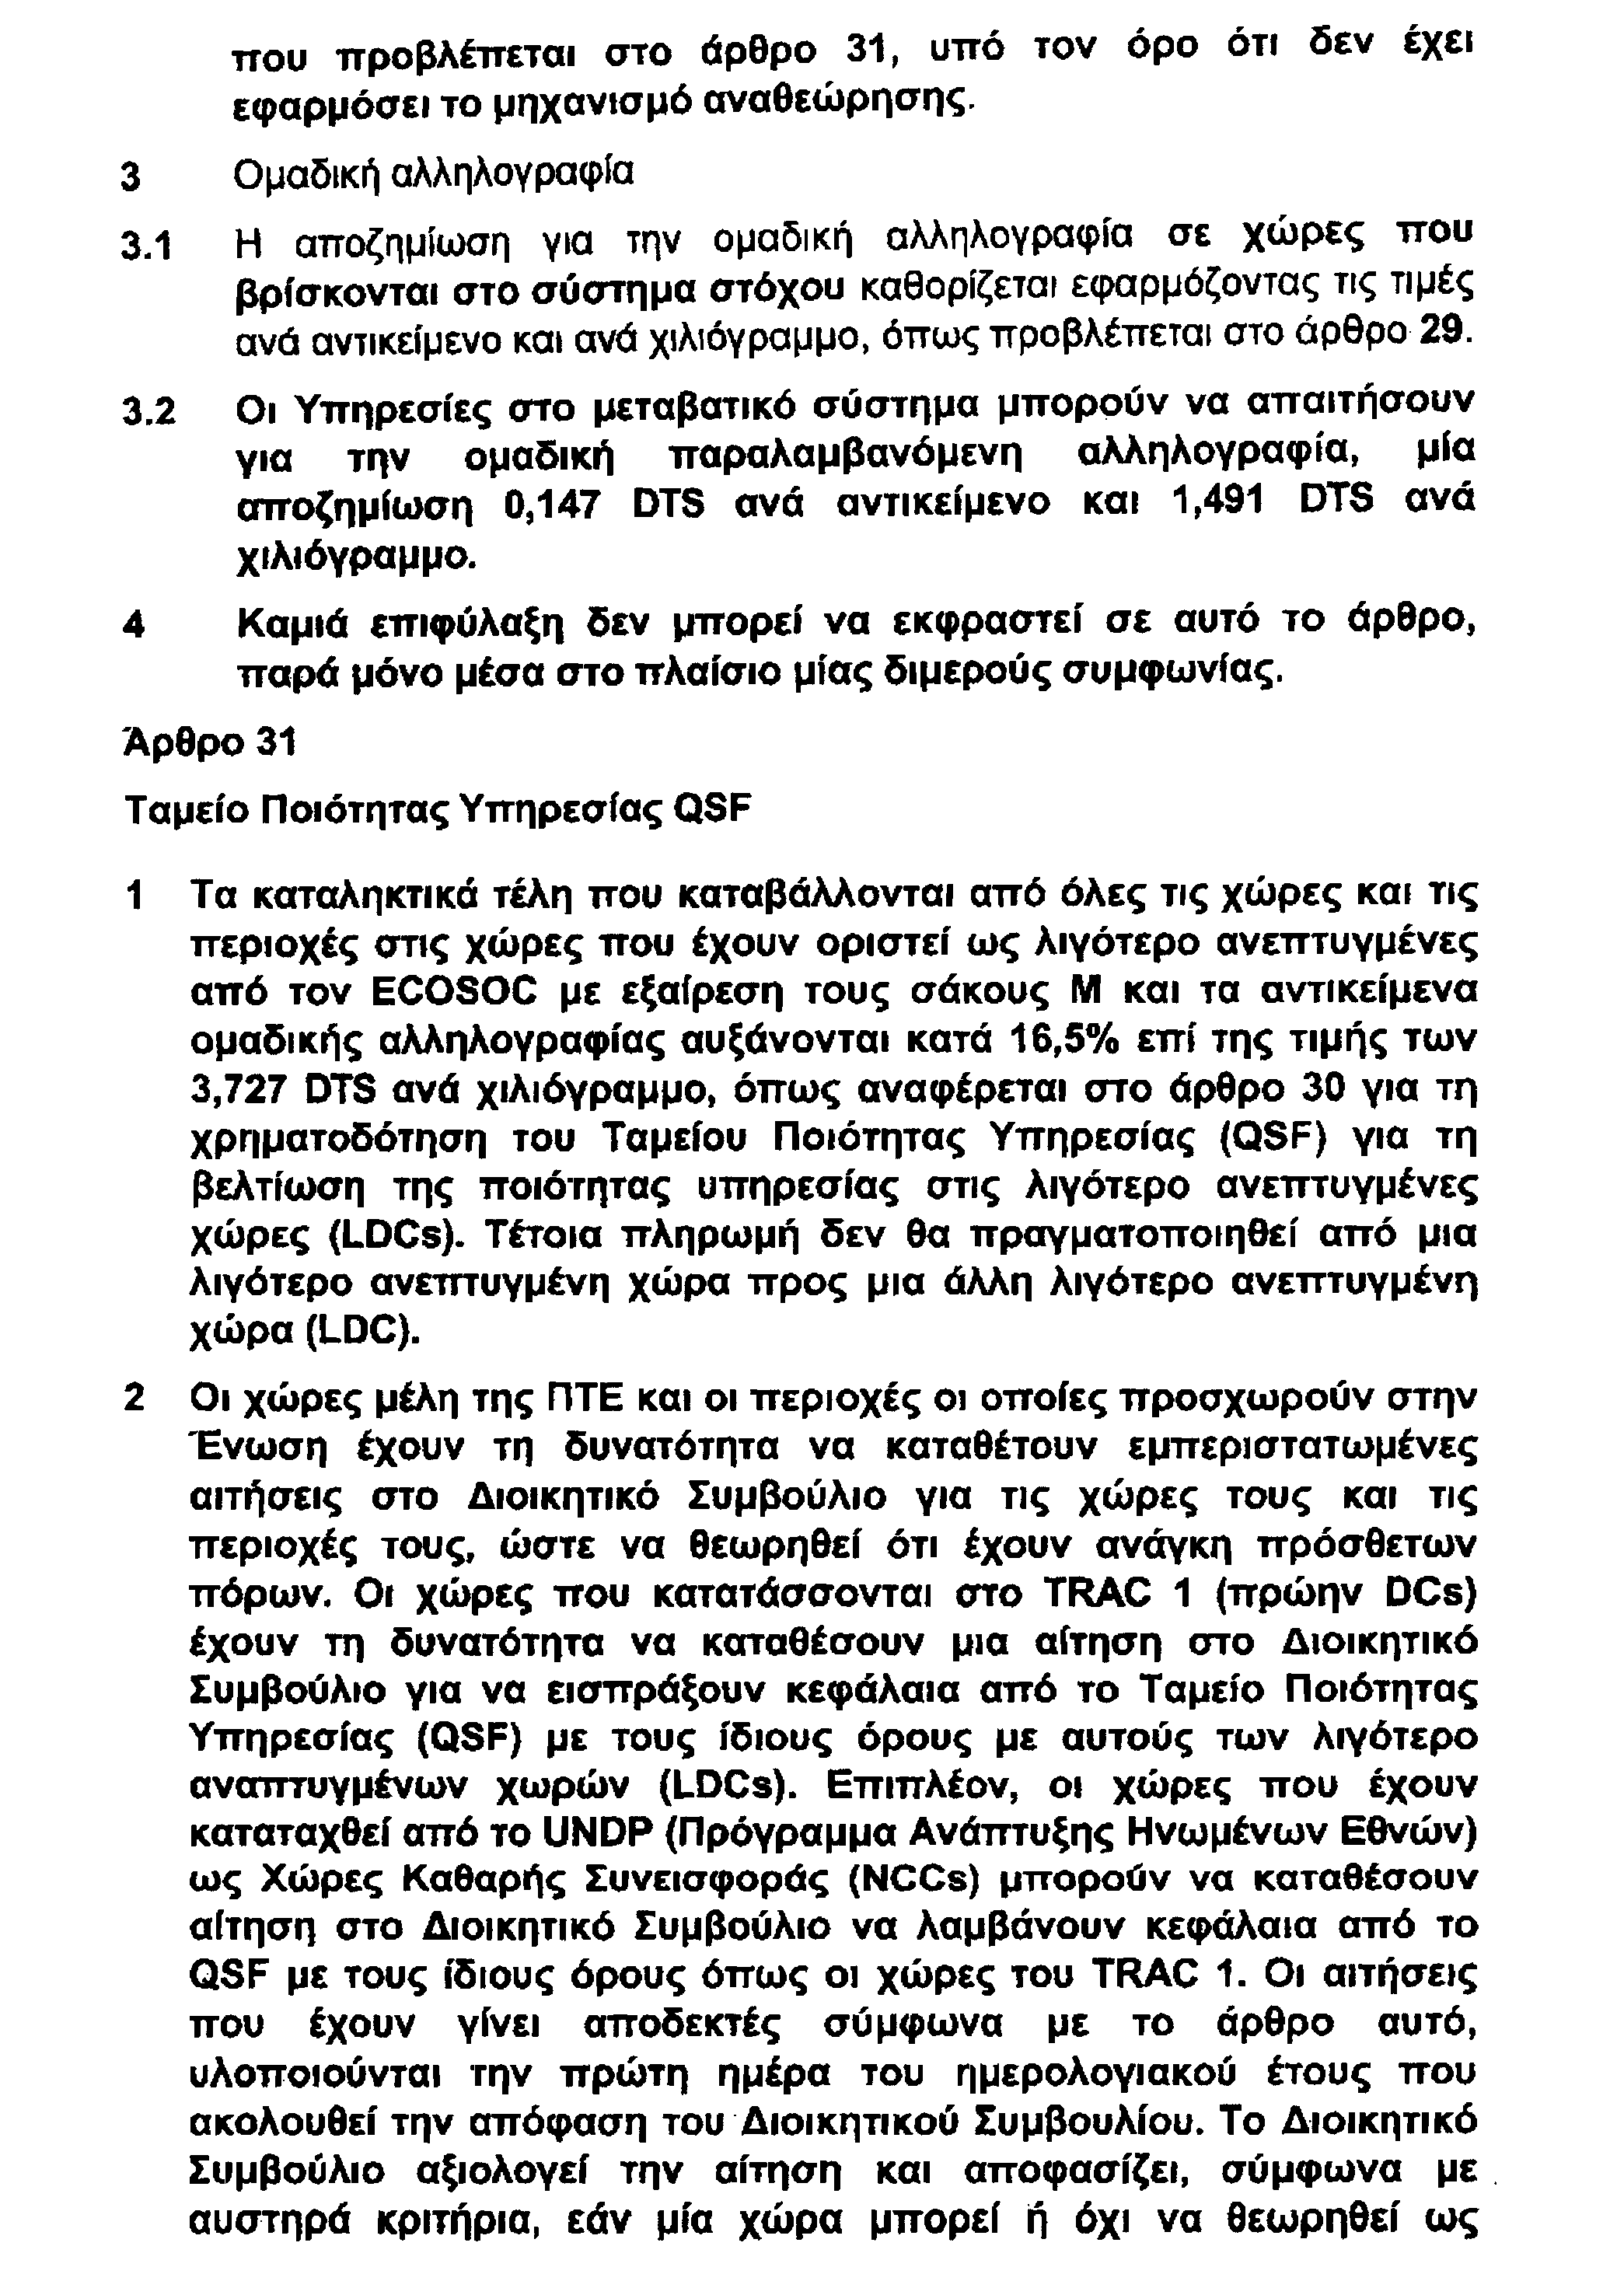 που προβλέπεται στο άρθρο 31, υπό τον όρο ότι δεν έχει
εφαρμόσει το μηχανισμό αναθεώρησης.
3 Ομαδική αλληλογραφία
3.1 Η αποζημίωση για την ομαδική αλληλογραφία σε χώρες που
βρίσκονται στο σύστημα στόχου καθορίζεται εφαρμόζοντας τις τιμές
ανά αντικείμενο και ανά χιλιόγραμμο, όπως προβλέπεται στο άρθρο 29.
3.2 Οι Υπηρεσίες στο μεταβατικό σύστημα μπορούν να απαιτήσουν
για την ομαδική παραλαμβανόμενη αλληλογραφία, μία
αποζημίωση 0,147 DTS ανά αντικείμενο και 1,491 DTS ανά
χιλιόγραμμο.
4 Καμιά επιφύλαξη δεν μπορεί να εκφραστεί σε αυτό το άρθρο,
παρά μόνο μέσα στο πλαίσιο μίας διμερούς συμφωνίας.
Άρθρο 31
Ταμείο Ποιότητας Υπηρεσίας QSF
1 Τα καταληκτικά τέλη που καταβάλλονται από όλες τις χώρες και τις
περιοχές στις χώρες που έχουν οριστεί ως λιγότερο ανεπτυγμένες
από τον ECOSOC με εξαίρεση τους σάκους Μ και τα αντικείμενα
ομαδικής αλληλογραφίας αυξάνονται κατά 16,5% επί της τιμής των
3,727 DTS ανά χιλιόγραμμο, όπως αναφέρεται στο άρθρο 30 για τη
χρηματοδότηση του Ταμείου Ποιότητας Υπηρεσίας (QSF) για τη
βελτίωση της ποιότητας υπηρεσίας στις λιγότερο ανεπτυγμένες
χώρες (LDCs). Τέτοια πληρωμή δεν θα πραγματοποιηθεί από μια
λιγότερο ανεπτυγμένη χώρα προς μια άλλη λιγότερο ανεπτυγμένη
χώρα (LDC).
2 Οι χώρες μέλη της ΠΤΕ και οι περιοχές οι οποίες προσχωρούν στην
Ένωση έχουν τη δυνατότητα να καταθέτουν εμπεριστατωμένες
αιτήσεις στο Διοικητικό Συμβούλιο για τις χώρες τους και τις
περιοχές τους, ώστε να θεωρηθεί ότι έχουν ανάγκη πρόσθετων
πόρων. Οι χώρες που κατατάσσονται στο TRAC 1 (πρώην DCs)
έχουν τη δυνατότητα να καταθέσουν μια αίτηση στο Διοικητικό
Συμβούλιο για να εισπράξουν κεφάλαια από το Ταμείο Ποιότητας
Υπηρεσίας (QSF) με τους ίδιους όρους με αυτούς των λιγότερο
αναπτυγμένων χωρών (LDCs). Επιπλέον, οι χώρες που έχουν
καταταχθεί από το UNDP (Πρόγραμμα Ανάπτυξης Ηνωμένων Εθνών)
ως Χώρες Καθαρής Συνεισφοράς (NCCs) μπορούν να καταθέσουν
αίτηση στο Διοικητικό Συμβούλιο να λαμβάνουν κεφάλαια από το
QSF με τους ίδιους όρους όπως οι χώρες του TRAC 1. Οι αιτήσεις
που έχουν γίνει αποδεκτές σύμφωνα με το άρθρο αυτό,
υλοποιούνται την πρώτη ημέρα του ημερολογιακού έτους που
ακολουθεί την απόφαση του Διοικητικού Συμβουλίου. Το Διοικητικό
Συμβούλιο αξιολογεί την αίτηση και αποφασίζει, σύμφωνα με
αυστηρά κριτήρια, εάν μία χώρα μπορεί ή όχι να θεωρηθεί ως